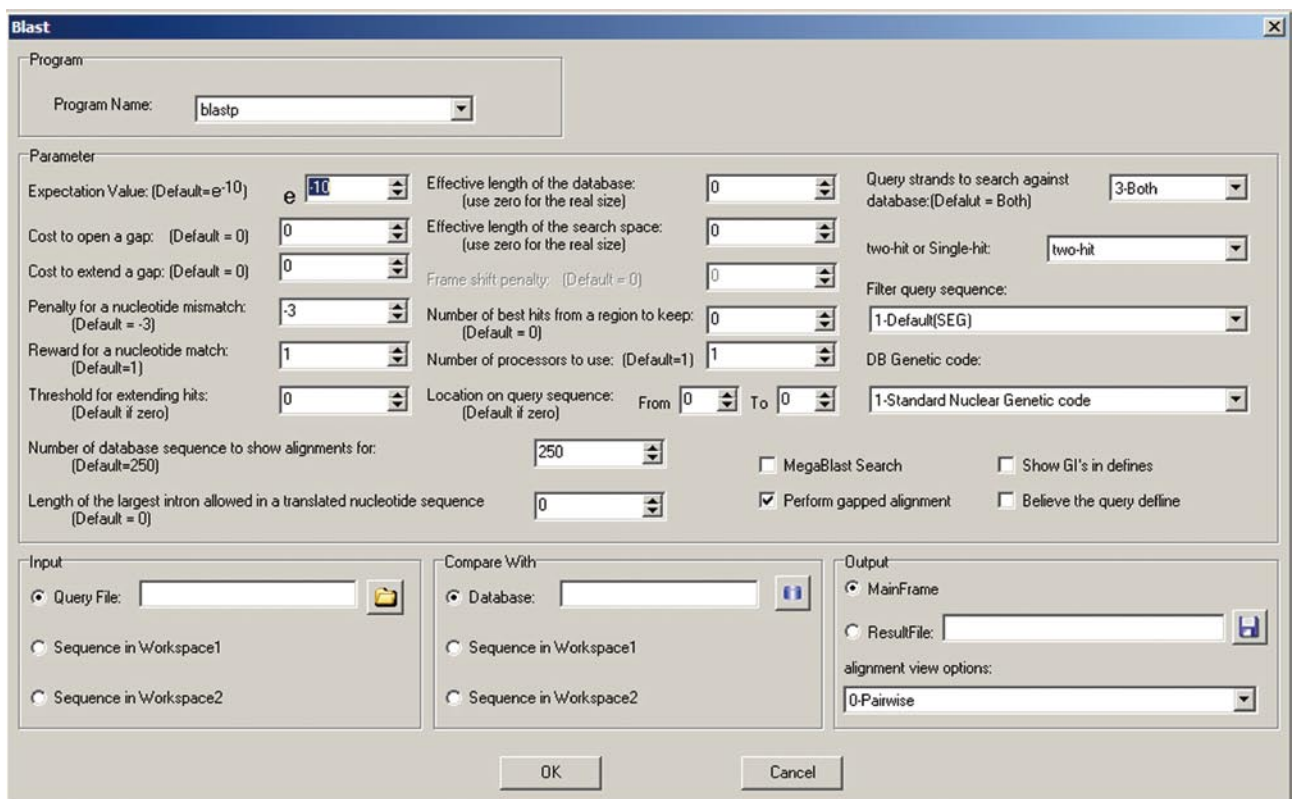 Blast
Program
Program Name: blastp
Parameter
Expectation Value: (Default=e-10) e -10
Cost to open a gap: (Default = 0) 0
Cost to extend a gap: (Default = 0) 0
Penalty for a nucleotide mismatch: -3
(Default = -3)
Reward for a nucleotide match: 1
(Default=1)
Threshold for extending hits: 0
(Default if zero)
Effective length of the database: 0
(use zero for the real size)
Effective length of the search space: 0
(use zero for the real size)
Frame shift penalty: (Default = 0) 0
Number of best hits from a region to keep: 0
(Default = 0)
Number of processors to use: (Default=1) 1
Location on query sequence: From 0 To 0
(Default if zero)
Query strands to search against
database:(Defalut = Both) 3-Both
two-hit or Single-hit: two-hit
Filter query sequence:
1-Default(SEG)
DB Genetic code:
1-Standard Nuclear Genetic code
Number of database sequence to show alignments for: 250
(Default=250)
Length of the largest intron allowed in a translated nucleotide sequence 0
(Default = 0)
MegaBlast Search Show GI's in defines
Perform gapped alignment Believe the query defline
Input
Query File:
Sequence in Workspace1
Sequence in Workspace2
Compare With
Database:
Sequence in Workspace1
Sequence in Workspace2
Output
MainFrame
ResultFile:
alignment view options:
0-Pairwise
OK Cancel